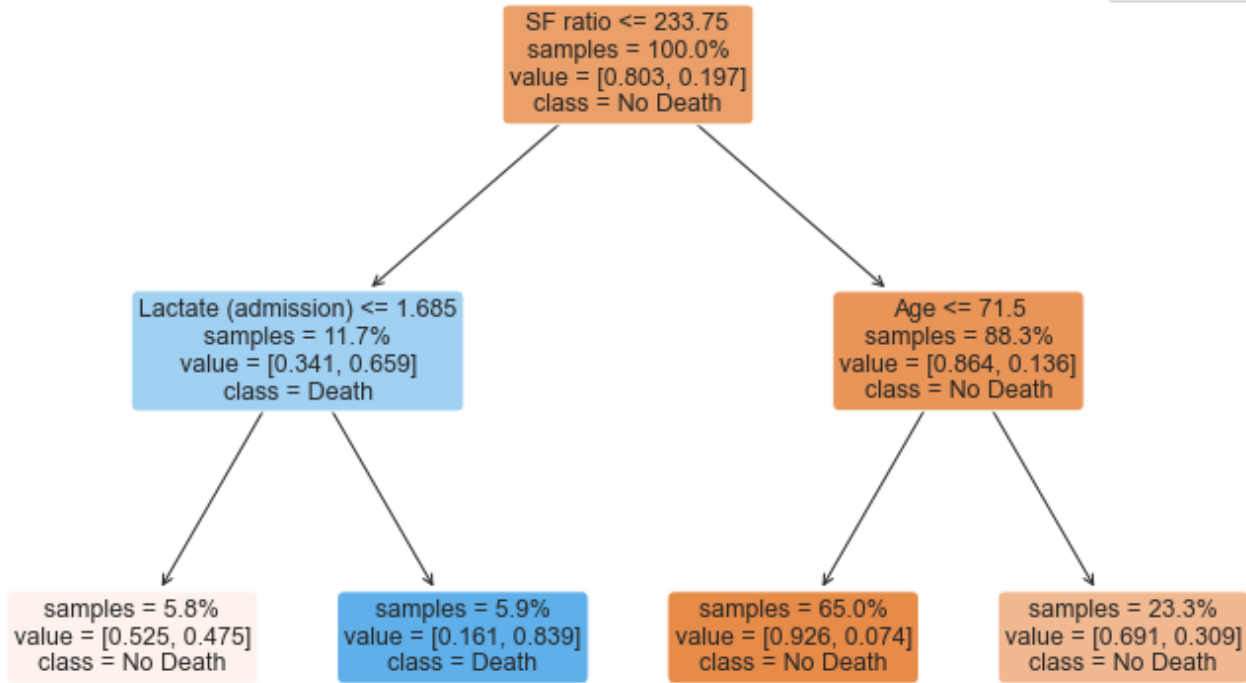 SF ratio <= 233.75
samples = 100.0%
value = [0.803, 0.197]
class = No Death
Lactate (admission) <= 1.685
samples = 11.7%
value = [0.341, 0.659]
class = Death
Age <= 71.5
samples = 88.3%
value = [0.864, 0.136]
class = No Death
samples = 5.8%
value = [0.525, 0.475]
class = No Death
samples = 5.9%
value = [0.161, 0.839]
class = Death
samples = 65.0%
value = [0.926, 0.074]
class = No Death
samples = 23.3%
value = [0.691, 0.309]
class = No Death